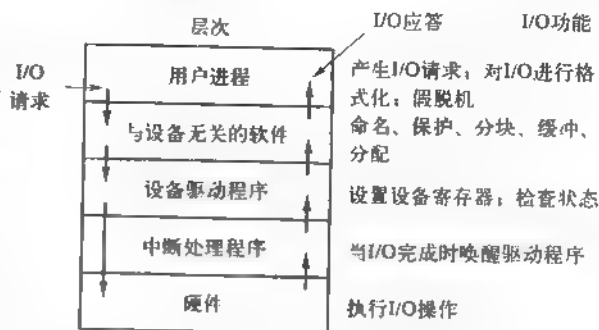 层次
I/O应答
I/O功能
I/O
请求
用户进程
产生I/O请求；对I/O进行格
式化；假脱机
与设备无关的软件
命名、保护、分块、缓冲、
分配
设备驱动程序
设置设备寄存器；检查状态
中断处理程序
当I/O完成时唤醒驱动程序
硬件
执行I/O操作